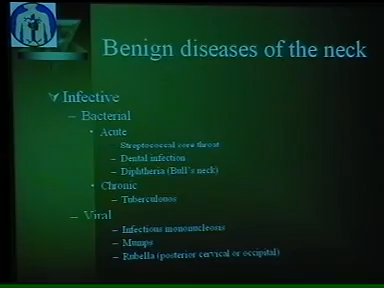 Benign diseases of the neck
Infective
– Bacterial
• Acute
– Streptococcal sore throat
– Dental infection
– Diphtheria (Bull's neck)
• Chronic
– Tuberculous
– Viral
– Infectious mononucleosis
– Mumps
– Rubella (posterior cervical or occipital)